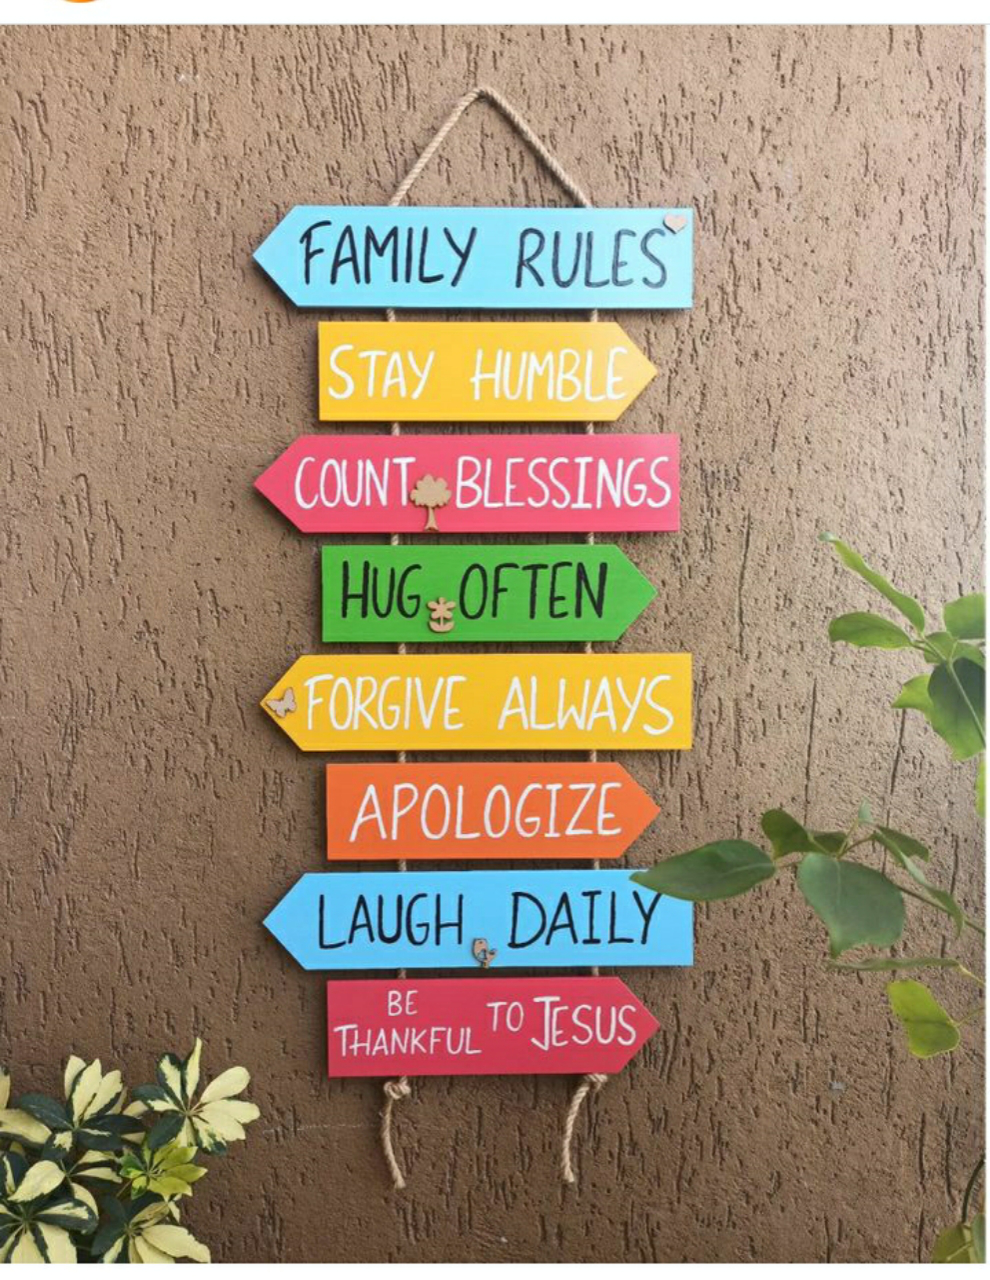 FAMILY RULES
STAY HUMBLE
COUNT BLESSINGS
HUG OFTEN
FORGIVE ALWAYS
APOLOGIZE
LAUGH DAILY
BE
THANKFUL TO JESUS